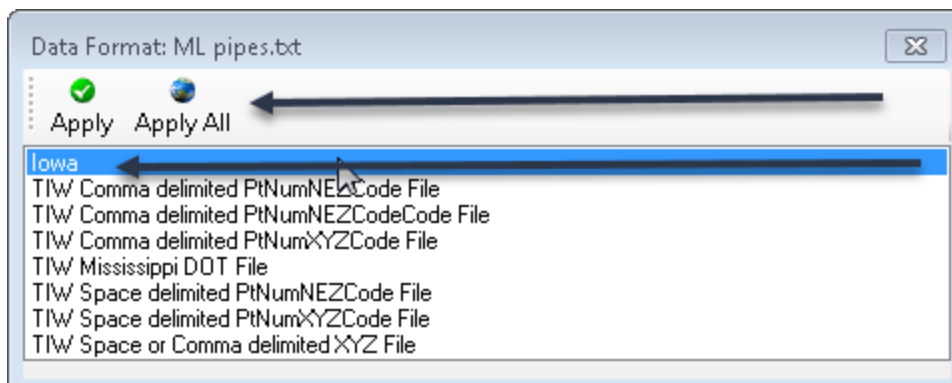 Data Format: ML pipes.txt
Apply Apply All
Iowa
TIW Comma delimited PtNumNEZCode File
TIW Comma delimited PtNumNEZCodeCode File
TIW Comma delimited PtNumXYZCode File
TIW Mississippi DOT File
TIW Space delimited PtNumNEZCode File
TIW Space delimited PtNumXYZCode File
TIW Space or Comma delimited XYZ File